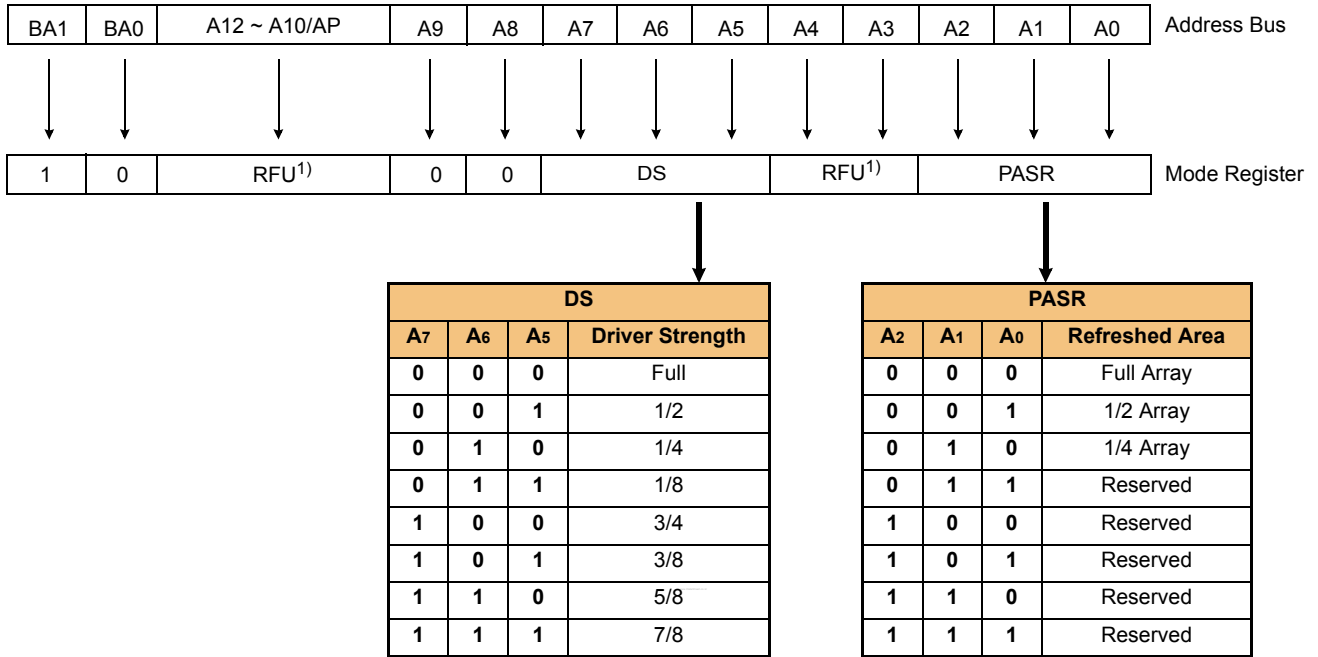 BA1 BA0 A12 ~ A10/AP A9 A8 A7 A6 A5 A4 A3 A2 A1 A0 Address Bus
1 0 RFU1) 0 0 DS RFU1) PASR Mode Register
DS
A7 A6 A5 Driver Strength
0 0 0 Full
0 0 1 1/2
0 1 0 1/4
0 1 1 1/8
1 0 0 3/4
1 0 1 3/8
1 1 0 5/8
1 1 1 7/8
PASR
A2 A1 A0 Refreshed Area
0 0 0 Full Array
0 0 1 1/2 Array
0 1 0 1/4 Array
0 1 1 Reserved
1 0 0 Reserved
1 0 1 Reserved
1 1 0 Reserved
1 1 1 Reserved